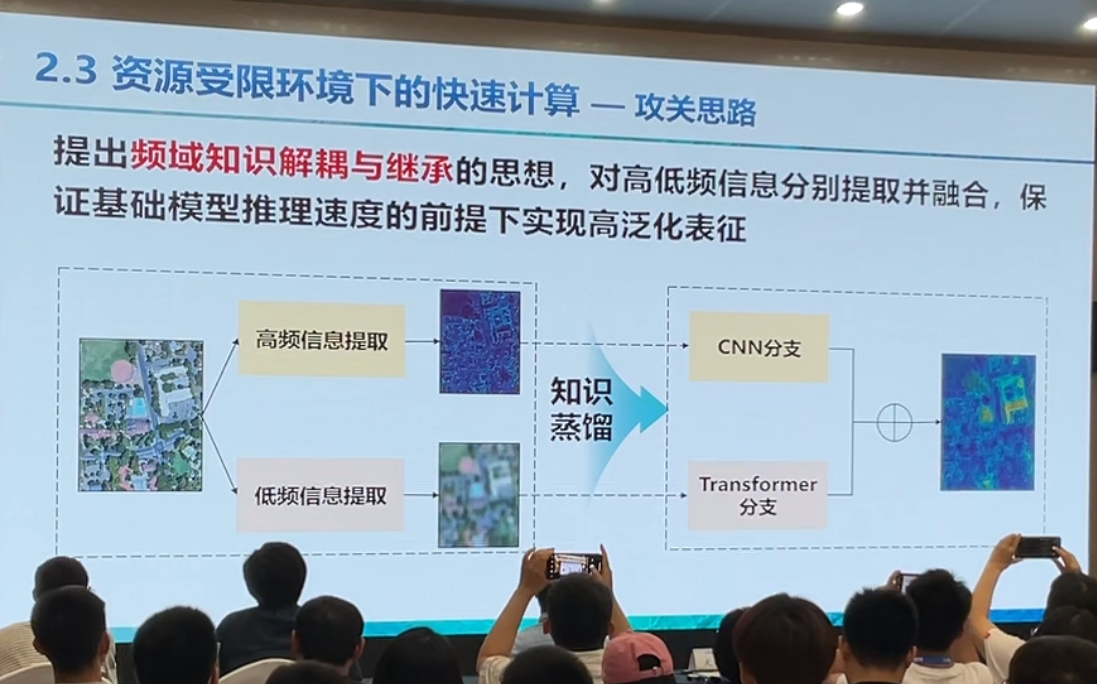 2.3 资源受限环境下的快速计算 — 攻关思路
提出频域知识解耦与继承的思想，对高低频信息分别提取并融合，保
证基础模型推理速度的前提下实现高泛化表征
高频信息提取
低频信息提取
知识
蒸馏
CNN分支
Transformer
分支